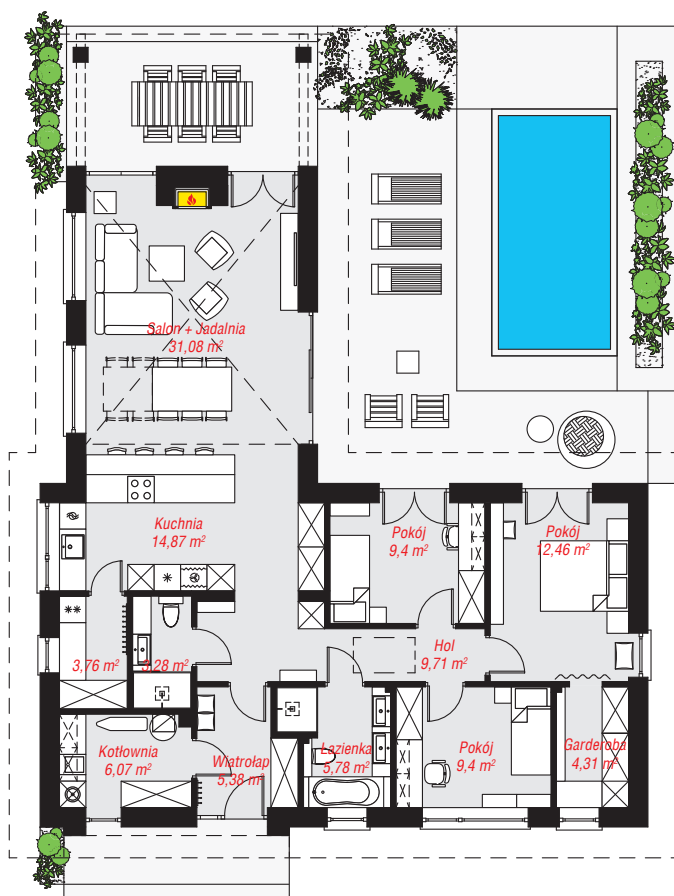 Salon + Jadalnia
31,08 m²
Kuchnia
14,87 m²
Pokój
9,4 m²
Pokój
12,46 m²
Hol
9,71 m²
3,76 m²
3,28 m²
Kotłownia
6,07 m²
Wiatrołap
5,38 m²
Łazienka
5,78 m²
Pokój
9,4 m²
Garderoba
4,31 m²